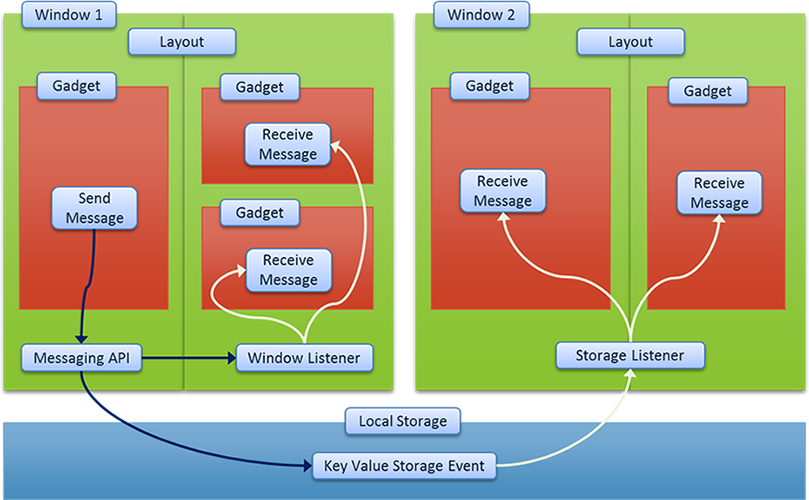 Window 1
Layout
Gadget
Send
Message
Gadget
Receive
Message
Gadget
Receive
Message
Messaging API
Window Listener
Window 2
Layout
Gadget
Receive
Message
Gadget
Receive
Message
Storage Listener
Local Storage
Key Value Storage Event